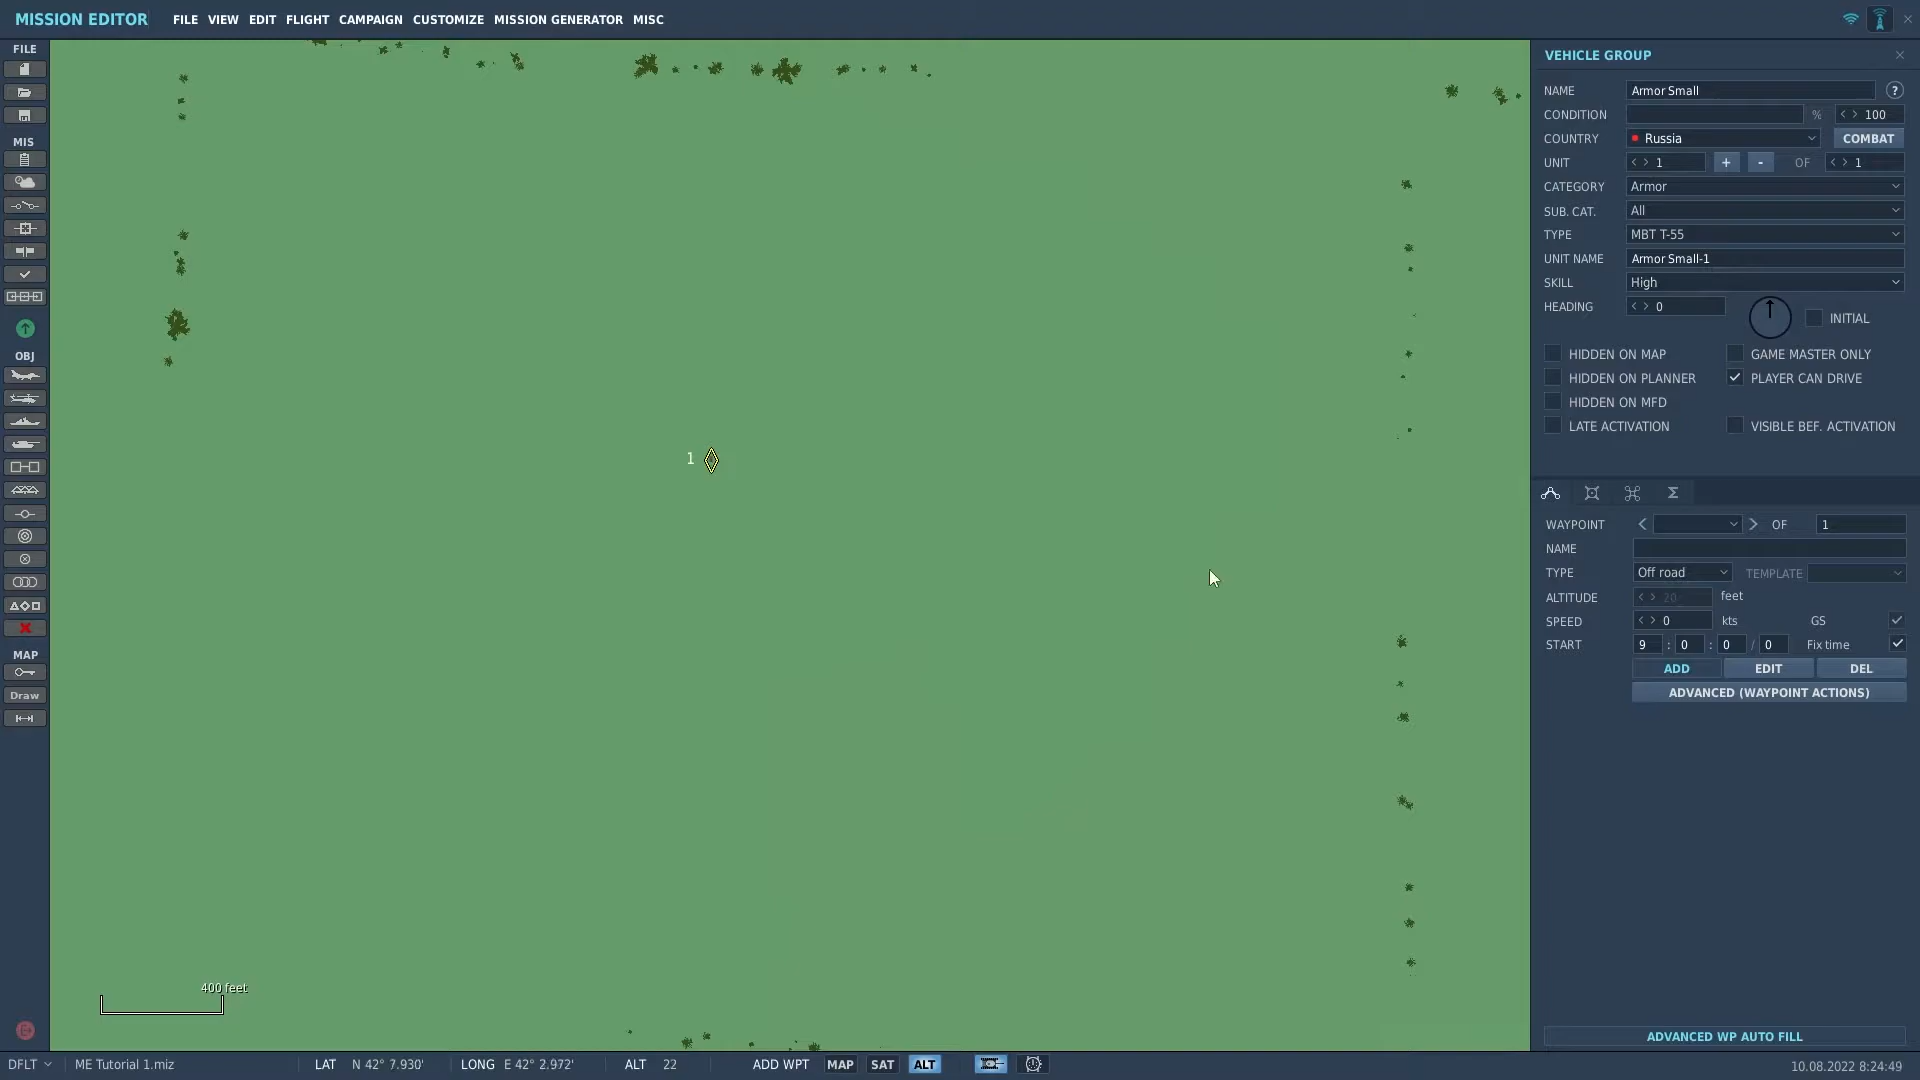 MISSION EDITOR FILE VIEW EDIT FLIGHT CAMPAIGN CUSTOMIZE MISSION GENERATOR MISC
FILE
MIS
OBJ
MAP
Draw
1
400 feet
VEHICLE GROUP
NAME Armor Small ?
CONDITION % < > 100
COUNTRY Russia COMBAT
UNIT < > 1 + - OF < > 1
CATEGORY Armor
SUB. CAT. All
TYPE MBT T-55
UNIT NAME Armor Small-1
SKILL High
HEADING < > 0 INITIAL
HIDDEN ON MAP GAME MASTER ONLY
HIDDEN ON PLANNER PLAYER CAN DRIVE
HIDDEN ON MFD
LATE ACTIVATION VISIBLE BEF. ACTIVATION
WAYPOINT < > OF 1
NAME
TYPE Off road TEMPLATE
ALTITUDE < > 20 feet
SPEED < > 0 kts GS
START 9 : 0 : 0 / 0 Fix time
ADD EDIT DEL
ADVANCED (WAYPOINT ACTIONS)
ADVANCED WP AUTO FILL
DFLT ME Tutorial 1.miz LAT N 42° 7.930' LONG E 42° 2.972' ALT 22 ADD WPT MAP SAT ALT 10.08.2022 8:24:49